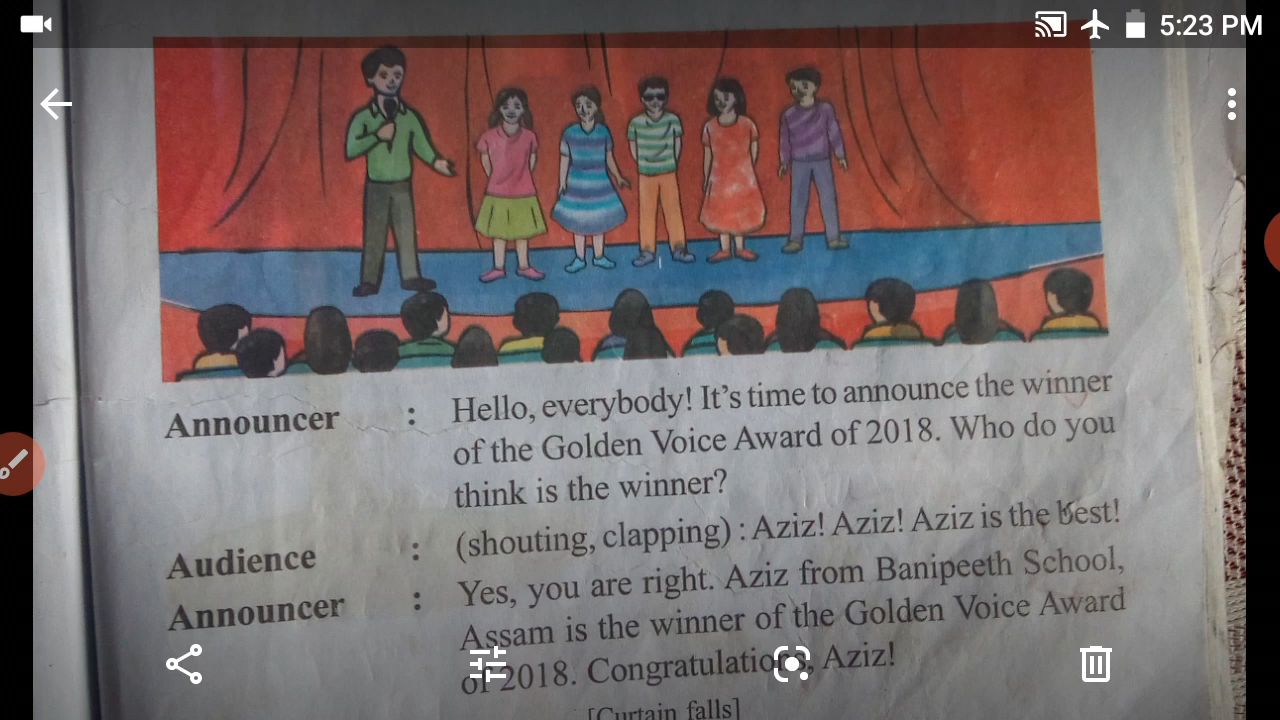 5:23 PM
Announcer : Hello, everybody! It's time to announce the winner
of the Golden Voice Award of 2018. Who do you
think is the winner?
Audience : (shouting, clapping) : Aziz! Aziz! Aziz is the best!
Announcer : Yes, you are right. Aziz from Banipeeth School,
Assam is the winner of the Golden Voice Award
of 2018. Congratulations, Aziz!
[Curtain falls]